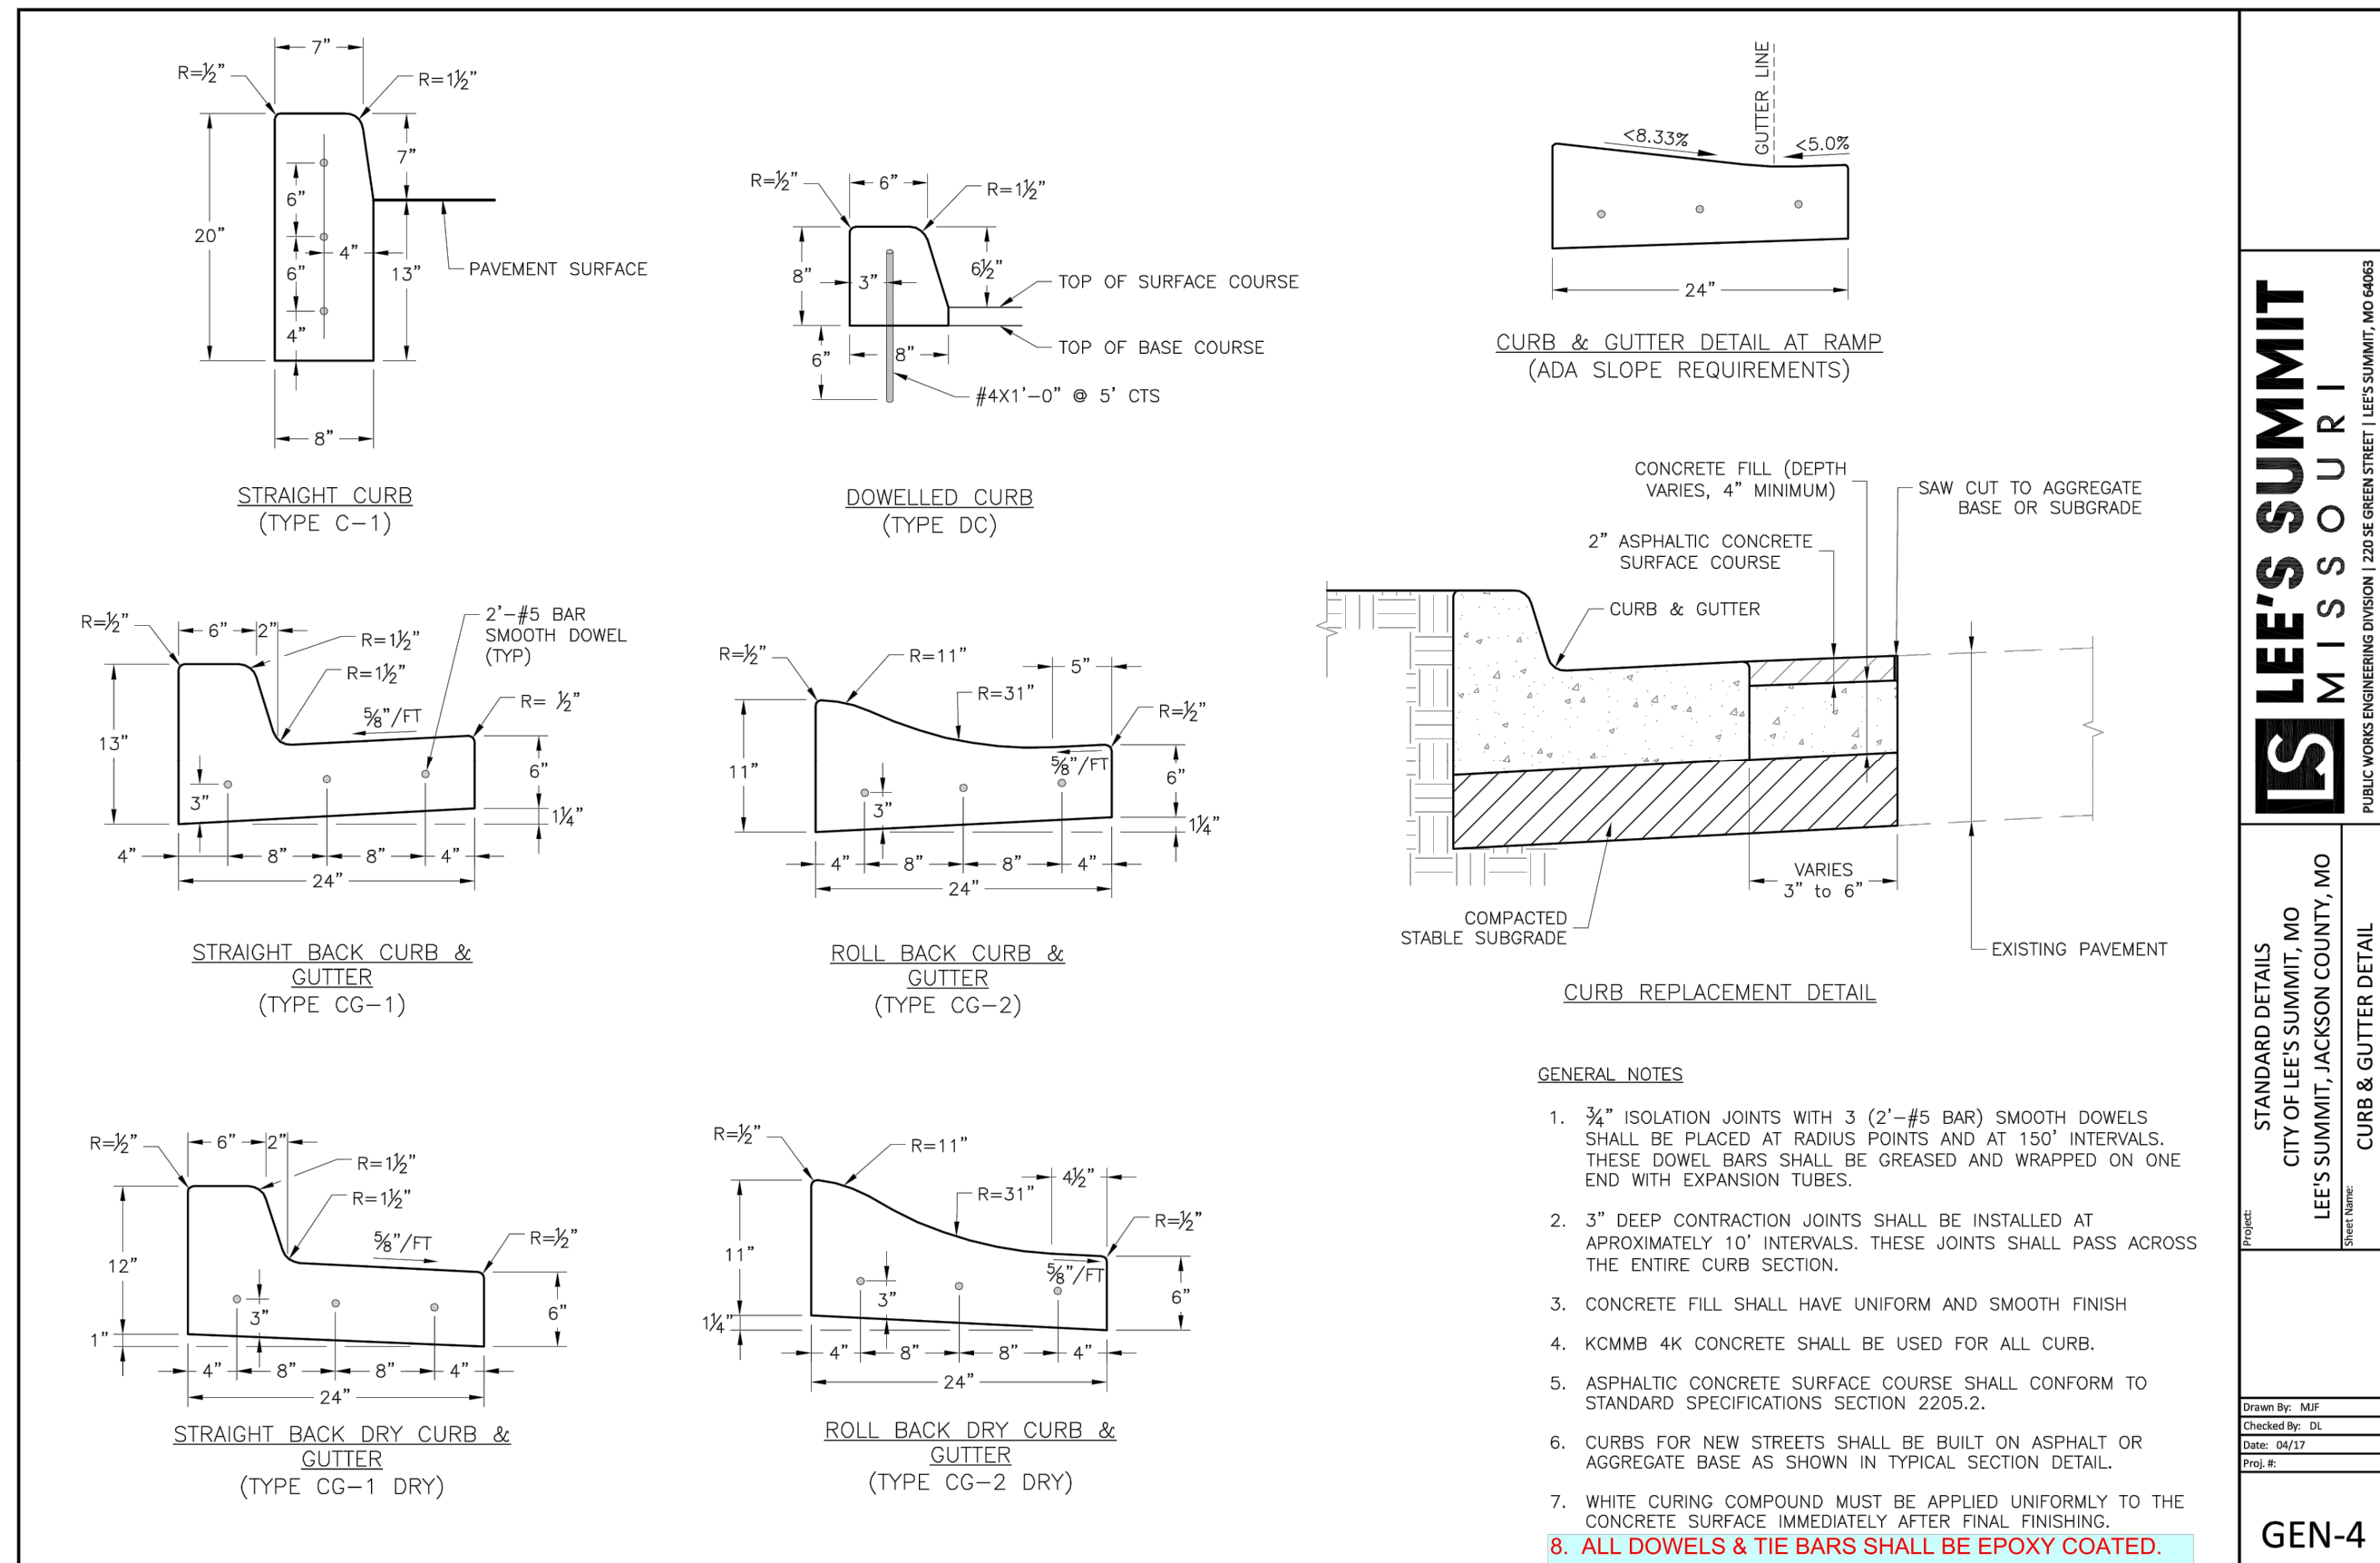 7"
R=½"
R=1½"
7"
6"
20"
4"
6"
13"
4"
PAVEMENT SURFACE
8"
STRAIGHT CURB
(TYPE C-1)
R=½"
6"
R=1½"
8"
3"
6½"
TOP OF SURFACE COURSE
TOP OF BASE COURSE
6"
8"
#4X1'-0" @ 5' CTS
DOWELLED CURB
(TYPE DC)
GUTTER LINE
<8.33%
<5.0%
24"
CURB & GUTTER DETAIL AT RAMP
(ADA SLOPE REQUIREMENTS)
R=½"
6"
2"
R=1½"
R=1½"
2'-#5 BAR
SMOOTH DOWEL
(TYP)
R= ½"
⅝"/FT
13"
3"
6"
1¼"
4"
8"
8"
4"
24"
STRAIGHT BACK CURB &
GUTTER
(TYPE CG-1)
R=½"
R=11"
R=31"
5"
R=½"
⅝"/FT
11"
3"
6"
1¼"
4"
8"
8"
4"
24"
ROLL BACK CURB &
GUTTER
(TYPE CG-2)
CONCRETE FILL (DEPTH
VARIES, 4" MINIMUM)
SAW CUT TO AGGREGATE
BASE OR SUBGRADE
2" ASPHALTIC CONCRETE
SURFACE COURSE
CURB & GUTTER
VARIES
3" to 6"
COMPACTED
STABLE SUBGRADE
EXISTING PAVEMENT
CURB REPLACEMENT DETAIL
R=½"
6"
2"
R=1½"
R=1½"
⅝"/FT
R=½"
12"
3"
6"
1"
4"
8"
8"
4"
24"
STRAIGHT BACK DRY CURB &
GUTTER
(TYPE CG-1 DRY)
R=½"
R=11"
R=31"
4½"
R=½"
⅝"/FT
11"
3"
6"
1¼"
4"
8"
8"
4"
24"
ROLL BACK DRY CURB &
GUTTER
(TYPE CG-2 DRY)
GENERAL NOTES
1. ¾" ISOLATION JOINTS WITH 3 (2'-#5 BAR) SMOOTH DOWELS
SHALL BE PLACED AT RADIUS POINTS AND AT 150' INTERVALS.
THESE DOWEL BARS SHALL BE GREASED AND WRAPPED ON ONE
END WITH EXPANSION TUBES.
2. 3" DEEP CONTRACTION JOINTS SHALL BE INSTALLED AT
APROXIMATELY 10' INTERVALS. THESE JOINTS SHALL PASS ACROSS
THE ENTIRE CURB SECTION.
3. CONCRETE FILL SHALL HAVE UNIFORM AND SMOOTH FINISH
4. KCMMB 4K CONCRETE SHALL BE USED FOR ALL CURB.
5. ASPHALTIC CONCRETE SURFACE COURSE SHALL CONFORM TO
STANDARD SPECIFICATIONS SECTION 2205.2.
6. CURBS FOR NEW STREETS SHALL BE BUILT ON ASPHALT OR
AGGREGATE BASE AS SHOWN IN TYPICAL SECTION DETAIL.
7. WHITE CURING COMPOUND MUST BE APPLIED UNIFORMLY TO THE
CONCRETE SURFACE IMMEDIATELY AFTER FINAL FINISHING.
8. ALL DOWELS & TIE BARS SHALL BE EPOXY COATED.
LS LEE'S SUMMIT
MISSOURI
PUBLIC WORKS ENGINEERING DIVISION | 220 SE GREEN STREET | LEE'S SUMMIT, MO 64063
Project:
STANDARD DETAILS
CITY OF LEE'S SUMMIT, MO
LEE'S SUMMIT, JACKSON COUNTY, MO
Sheet Name:
CURB & GUTTER DETAIL
Drawn By: MJF
Checked By: DL
Date: 04/17
Proj. #:
GEN-4